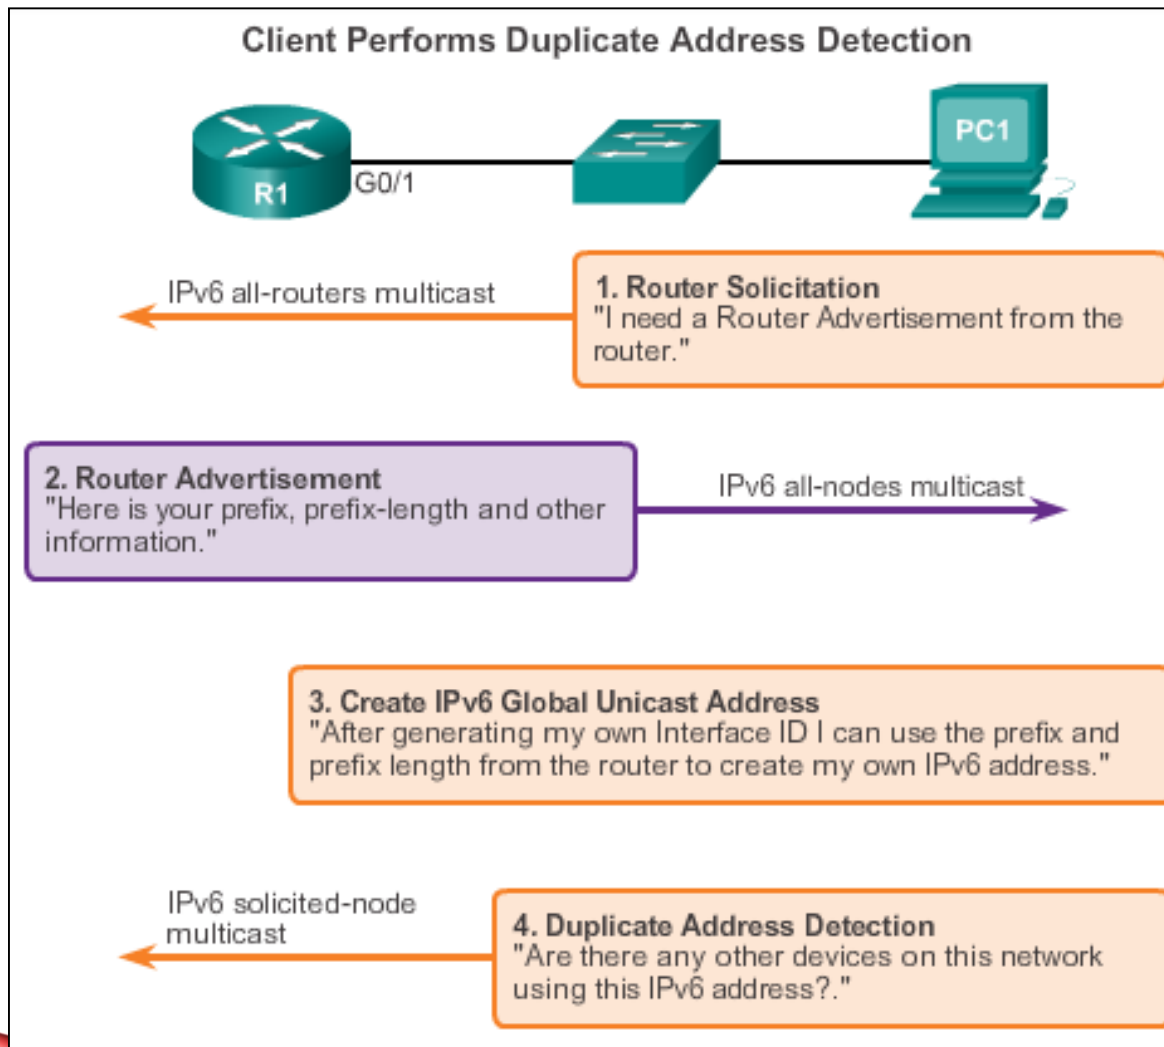 Client Performs Duplicate Address Detection
PC1
R1
G0/1
IPv6 all-routers multicast
1. Router Solicitation
"I need a Router Advertisement from the
router."
2. Router Advertisement
"Here is your prefix, prefix-length and other
information."
IPv6 all-nodes multicast
3. Create IPv6 Global Unicast Address
"After generating my own Interface ID I can use the prefix and
prefix length from the router to create my own IPv6 address."
IPv6 solicited-node
multicast
4. Duplicate Address Detection
"Are there any other devices on this network
using this IPv6 address?."